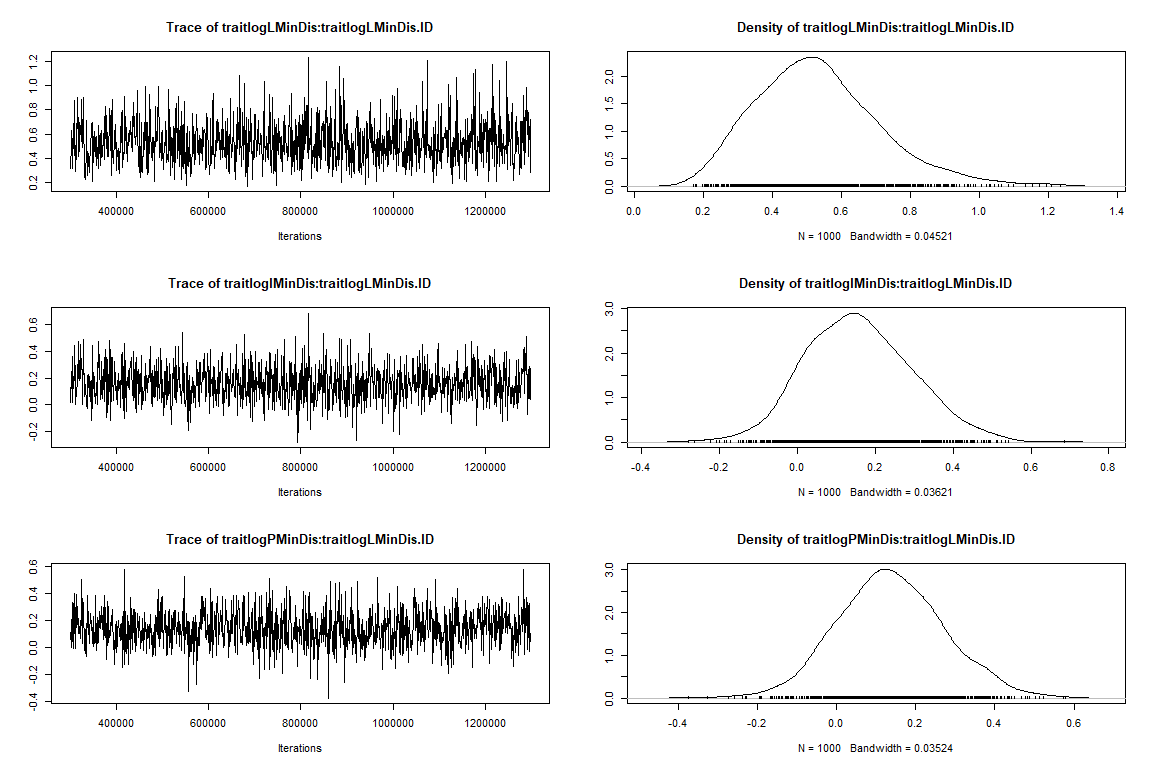 Trace of traitlogLMinDis:traitlogLMinDis.ID
0.2 0.4 0.6 0.8 1.0 1.2
400000 600000 800000 1000000 1200000
Iterations
Density of traitlogLMinDis:traitlogLMinDis.ID
0.0 0.5 1.0 1.5 2.0
0.0 0.2 0.4 0.6 0.8 1.0 1.2 1.4
N = 1000 Bandwidth = 0.04521
Trace of traitlogIMinDis:traitlogLMinDis.ID
-0.2 0.0 0.2 0.4 0.6
400000 600000 800000 1000000 1200000
Iterations
Density of traitlogIMinDis:traitlogLMinDis.ID
0.0 1.0 2.0 3.0
-0.4 -0.2 0.0 0.2 0.4 0.6 0.8
N = 1000 Bandwidth = 0.03621
Trace of traitlogPMinDis:traitlogLMinDis.ID
-0.4 -0.2 0.0 0.2 0.4 0.6
400000 600000 800000 1000000 1200000
Iterations
Density of traitlogPMinDis:traitlogLMinDis.ID
0.0 1.0 2.0 3.0
-0.4 -0.2 0.0 0.2 0.4 0.6
N = 1000 Bandwidth = 0.03524